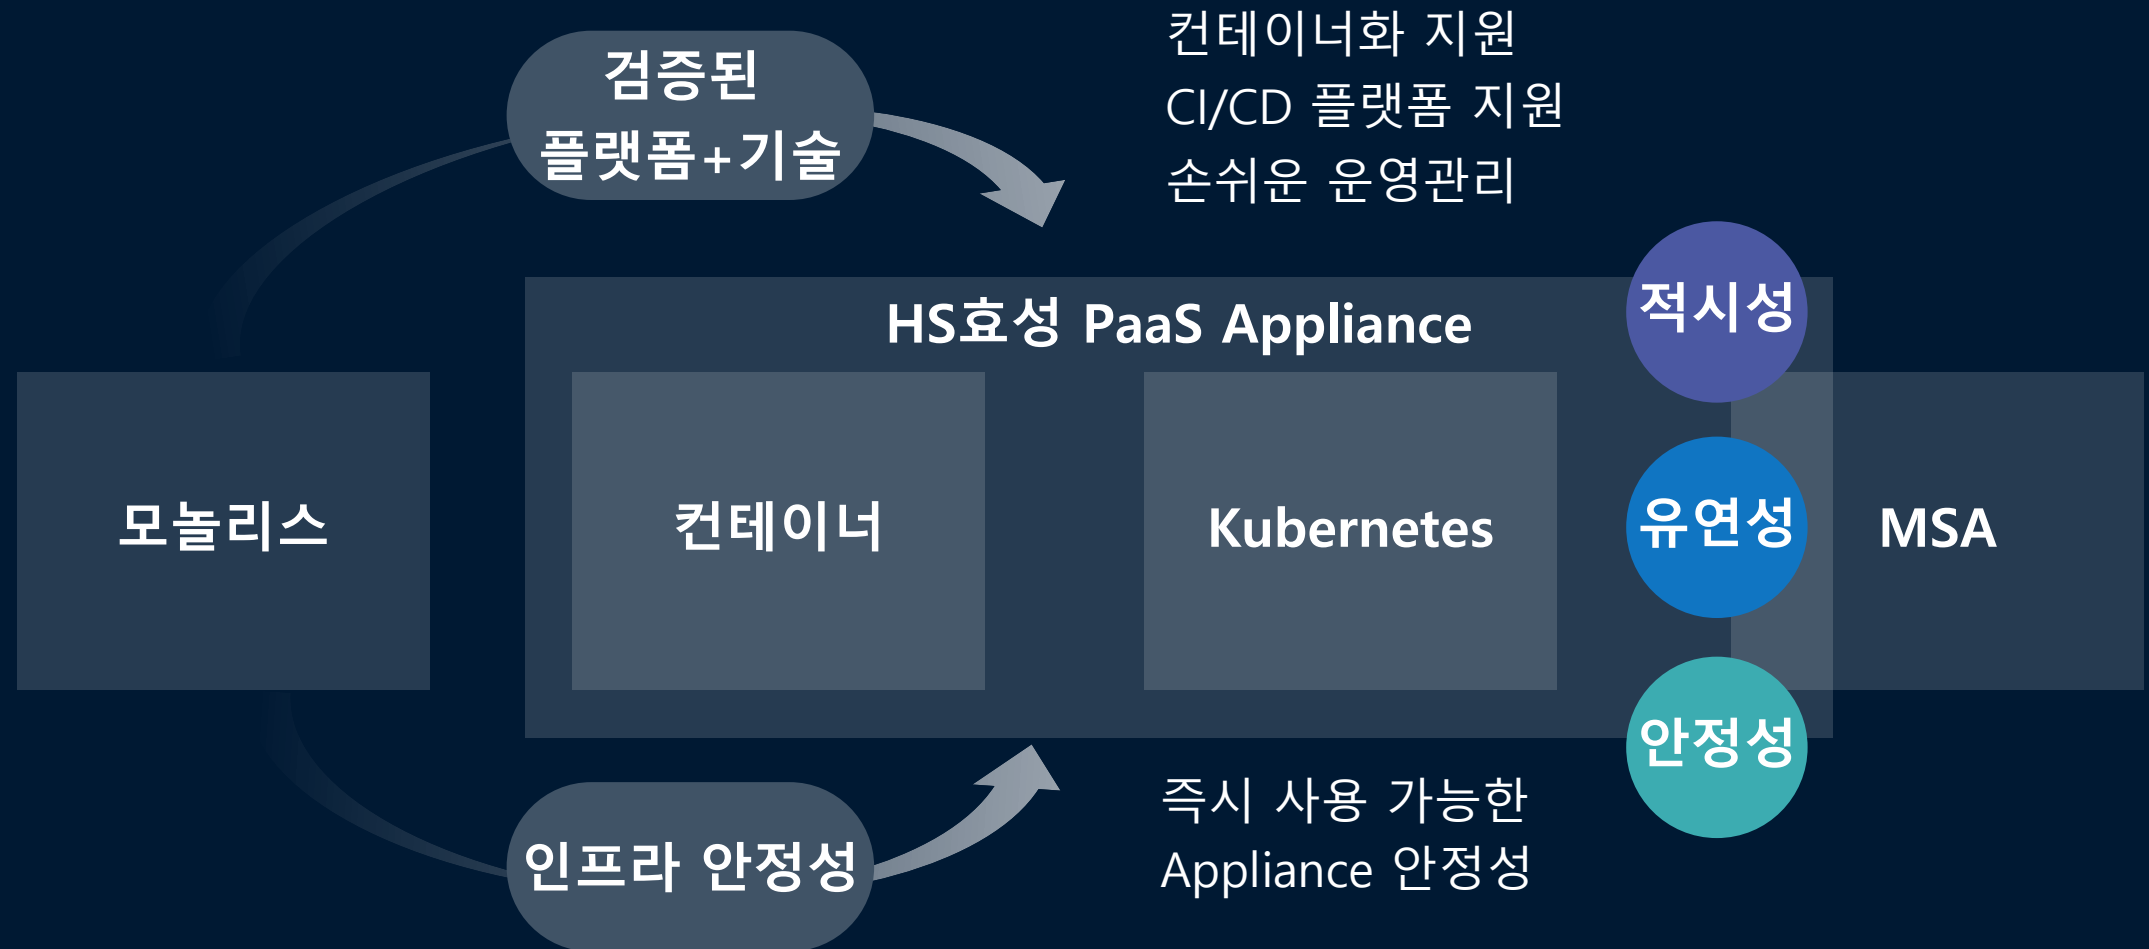 검증된
플랫폼+기술
컨테이너화 지원
CI/CD 플랫폼 지원
손쉬운 운영관리
HS효성 PaaS Appliance
적시성
모놀리스
컨테이너
Kubernetes
유연성
MSA
안정성
인프라 안정성
즉시 사용 가능한
Appliance 안정성